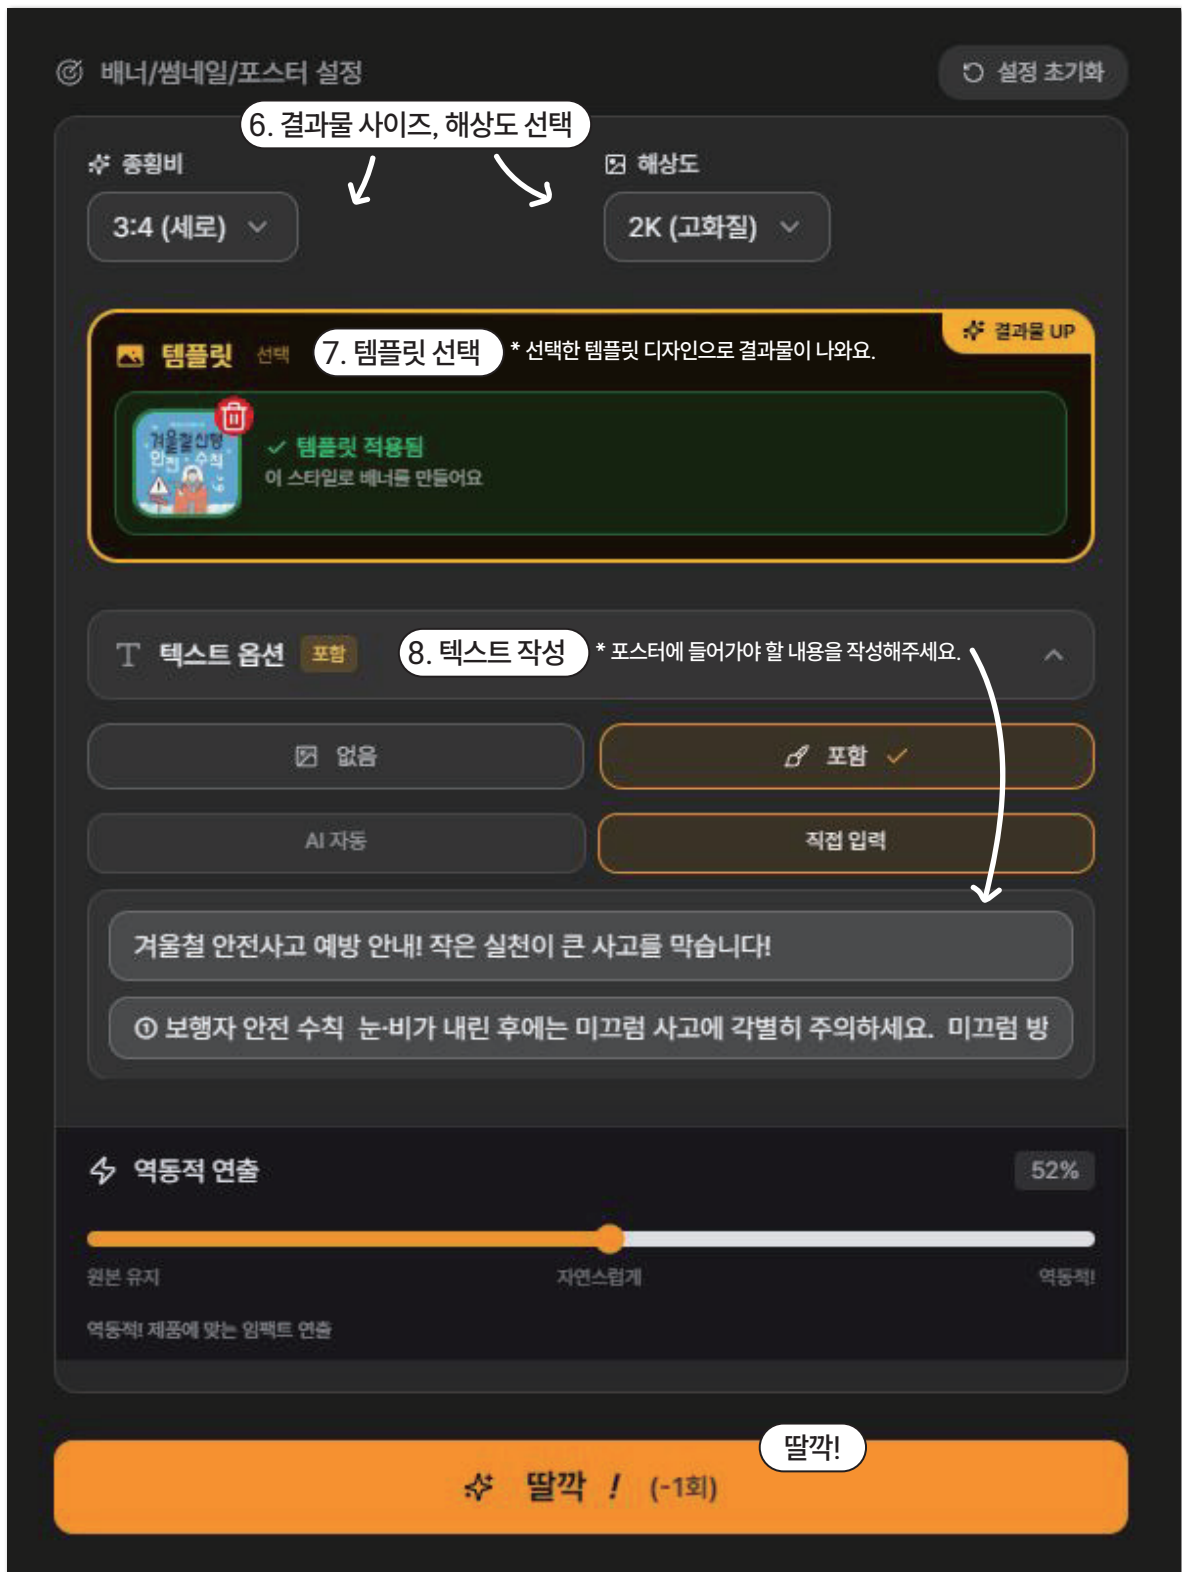 배너/썸네일/포스터 설정
설정 초기화
6. 결과물 사이즈, 해상도 선택
종횡비
해상도
3:4 (세로)
2K (고화질)
결과물 UP
템플릿 선택
7. 템플릿 선택
* 선택한 템플릿 디자인으로 결과물이 나와요.
겨울철 산행
안전 수칙
템플릿 적용됨
이 스타일로 배너를 만들어요
T 텍스트 옵션 포함
8. 텍스트 작성
* 포스터에 들어가야 할 내용을 작성해주세요.
없음
포함
AI 자동
직접 입력
겨울철 안전사고 예방 안내! 작은 실천이 큰 사고를 막습니다!
① 보행자 안전 수칙 눈·비가 내린 후에는 미끄럼 사고에 각별히 주의하세요. 미끄럼 방
역동적 연출
52%
원본 유지
자연스럽게
역동적!
역동적! 제품에 맞는 임팩트 연출
딸깍!
딸깍 ! (-1회)